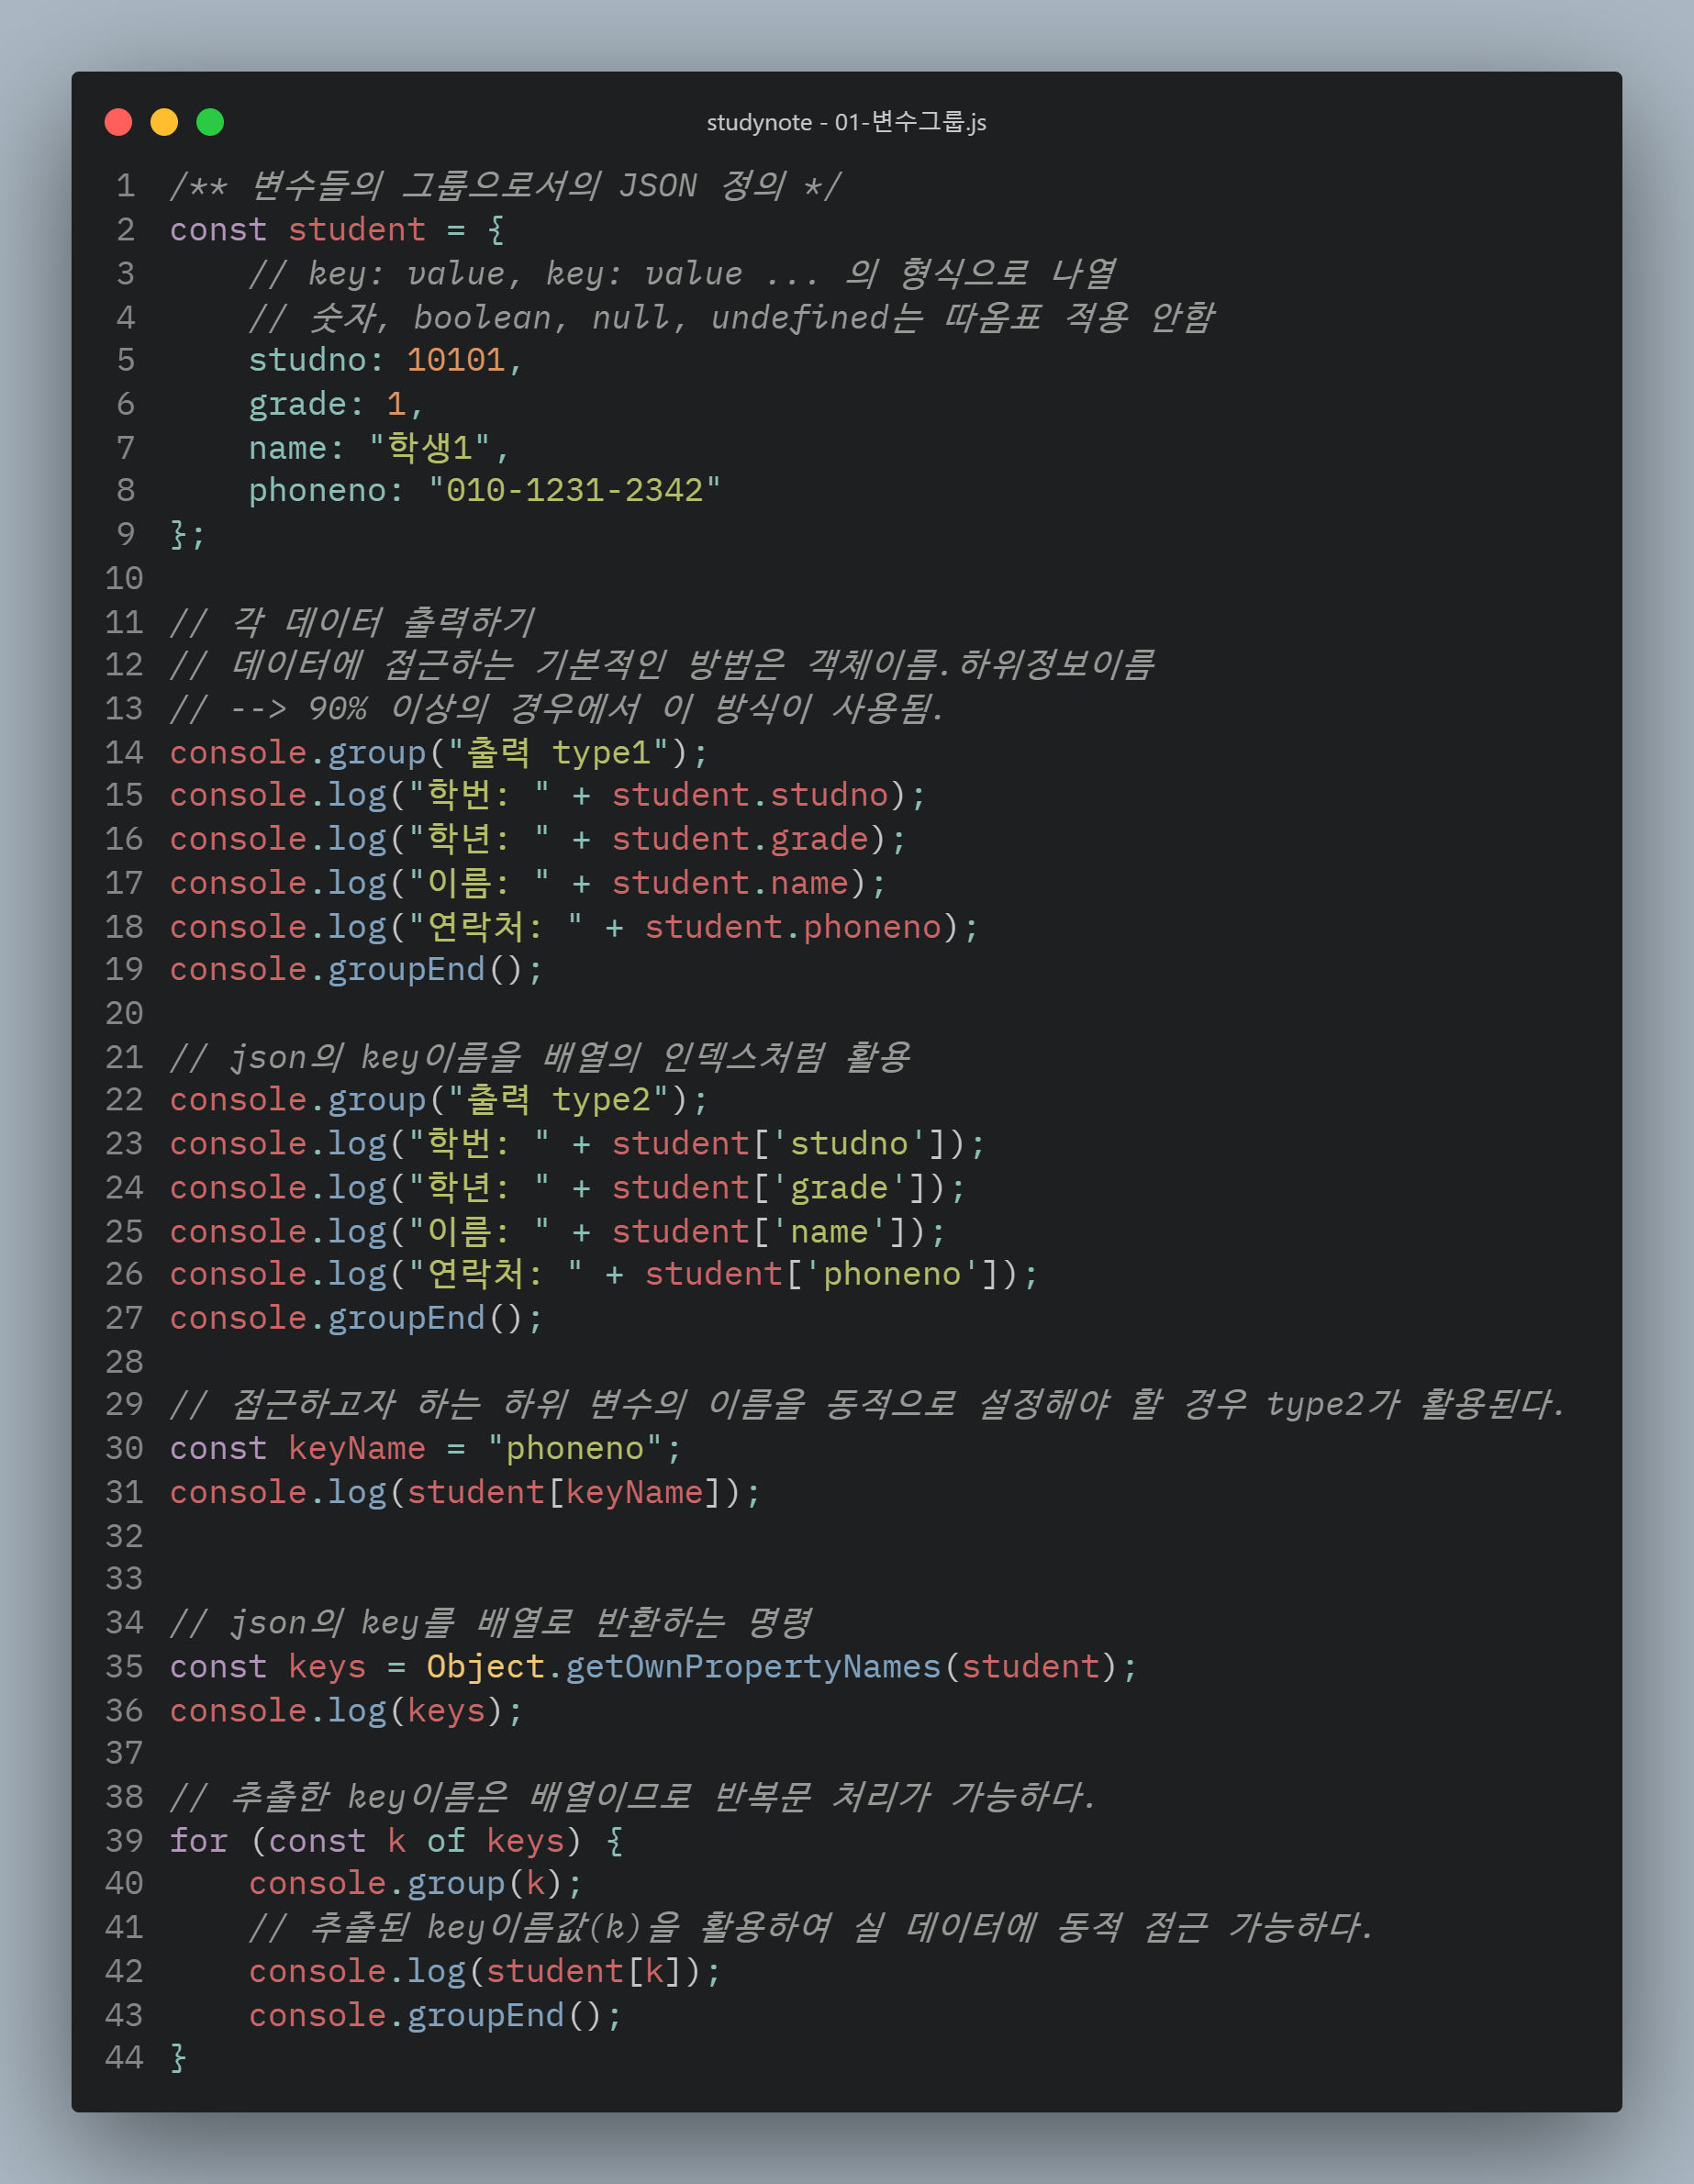 studynote - 01-변수그룹.js
1 /** 변수들의 그룹으로서의 JSON 정의 */
2 const student = {
3     // key: value, key: value ... 의 형식으로 나열
4     // 숫자, boolean, null, undefined는 따옴표 적용 안함
5     studno: 10101,
6     grade: 1,
7     name: "학생1",
8     phoneno: "010-1231-2342"
9 };
10
11 // 각 데이터 출력하기
12 // 데이터에 접근하는 기본적인 방법은 객체이름.하위정보이름
13 // --> 90% 이상의 경우에서 이 방식이 사용됨.
14 console.group("출력 type1");
15 console.log("학번: " + student.studno);
16 console.log("학년: " + student.grade);
17 console.log("이름: " + student.name);
18 console.log("연락처: " + student.phoneno);
19 console.groupEnd();
20
21 // json의 key이름을 배열의 인덱스처럼 활용
22 console.group("출력 type2");
23 console.log("학번: " + student['studno']);
24 console.log("학년: " + student['grade']);
25 console.log("이름: " + student['name']);
26 console.log("연락처: " + student['phoneno']);
27 console.groupEnd();
28
29 // 접근하고자 하는 하위 변수의 이름을 동적으로 설정해야 할 경우 type2가 활용된다.
30 const keyName = "phoneno";
31 console.log(student[keyName]);
32
33
34 // json의 key를 배열로 반환하는 명령
35 const keys = Object.getOwnPropertyNames(student);
36 console.log(keys);
37
38 // 추출한 key이름은 배열이므로 반복문 처리가 가능하다.
39 for (const k of keys) {
40     console.group(k);
41     // 추출된 key이름값(k)을 활용하여 실 데이터에 동적 접근 가능하다.
42     console.log(student[k]);
43     console.groupEnd();
44 }